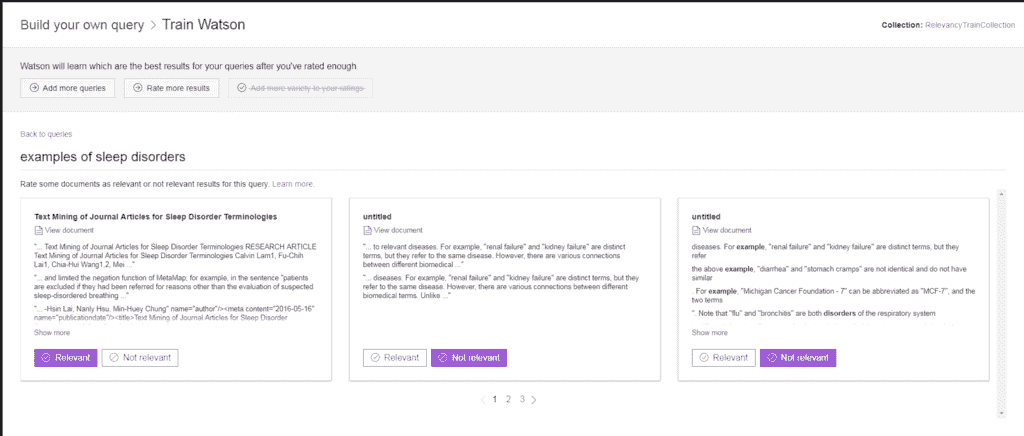 Build your own query > Train Watson
Collection: RelevancyTrainCollection
Watson will learn which are the best results for your queries after you've rated enough.
Add more queries
Rate more results
Add more variety to your ratings
Back to queries
examples of sleep disorders
Rate some documents as relevant or not relevant results for this query. Learn more.
Text Mining of Journal Articles for Sleep Disorder Terminologies
View document
"... Text Mining of Journal Articles for Sleep Disorder Terminologies RESEARCH ARTICLE
Text Mining of Journal Articles for Sleep Disorder Terminologies Calvin Lam1, Fu-Chih
Lai1, Chia-Hui Wang1,2, Mei ..."
"... and limited the negation function of MetaMap, for example, in the sentence "patients
are excluded if they had been referred for reasons other than the evaluation of suspected
sleep-disordered breathing ..."
"... -Hsin Lai, Nanly Hsu, Min-Huey Chung" name="author"/><meta content="2016-05-16"
name="publicationdate"/><title>Text Mining of Journal Articles for Sleep Disorder
Show more
Relevant
Not relevant
untitled
View document
"... to relevant diseases. For example, "renal failure" and "kidney failure" are distinct
terms, but they refer to the same disease. However, there are various connections
between different biomedical ..."
"... diseases. For example, "renal failure" and "kidney failure" are distinct terms, but they
refer to the same disease. However, there are various connections between different
biomedical terms. Unlike ..."
Relevant
Not relevant
untitled
View document
diseases. For example, "renal failure" and "kidney failure" are distinct terms, but they
refer
the above example, "diarrhea" and "stomach cramps" are not identical and do not have
similar
. For example, "Michigan Cancer Foundation - 7" can be abbreviated as "MCF-7", and the
two terms
". Note that "flu" and "bronchitis" are both disorders of the respiratory system
Show more
Relevant
Not relevant
< 1 2 3 >